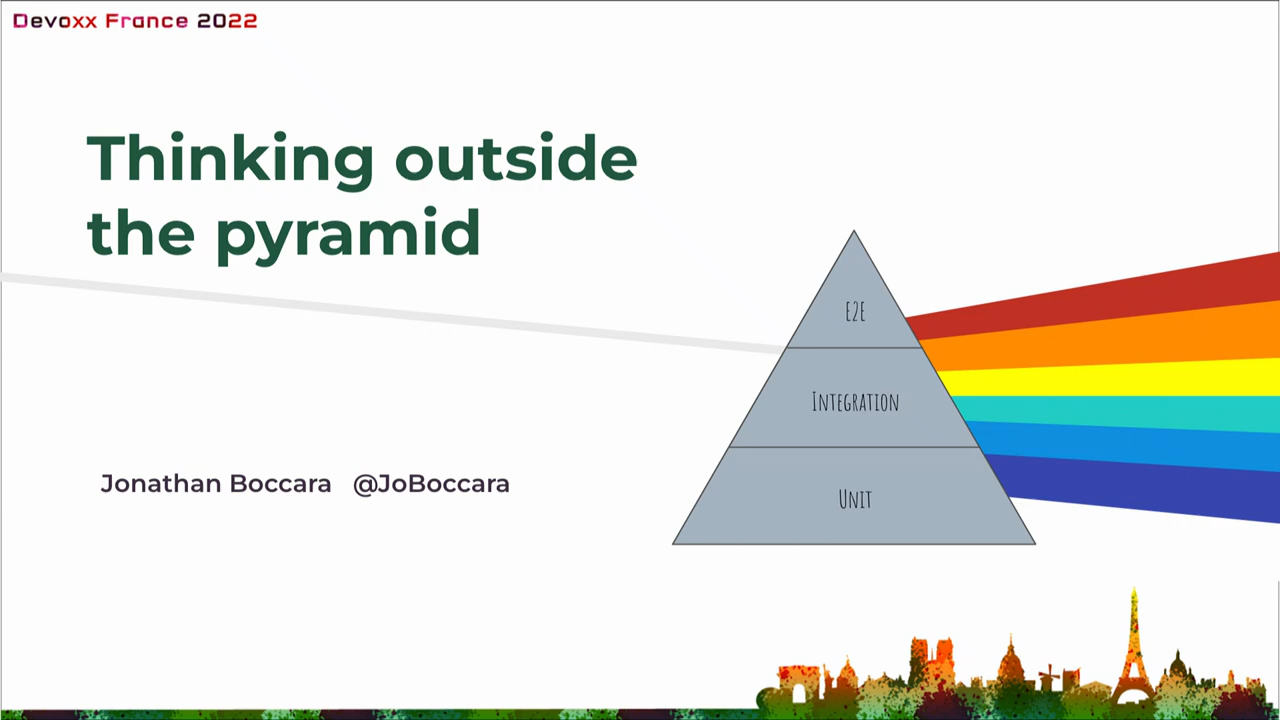 Devoxx France 2022
Thinking outside
the pyramid
E2E
Integration
Unit
Jonathan Boccara @JoBoccara